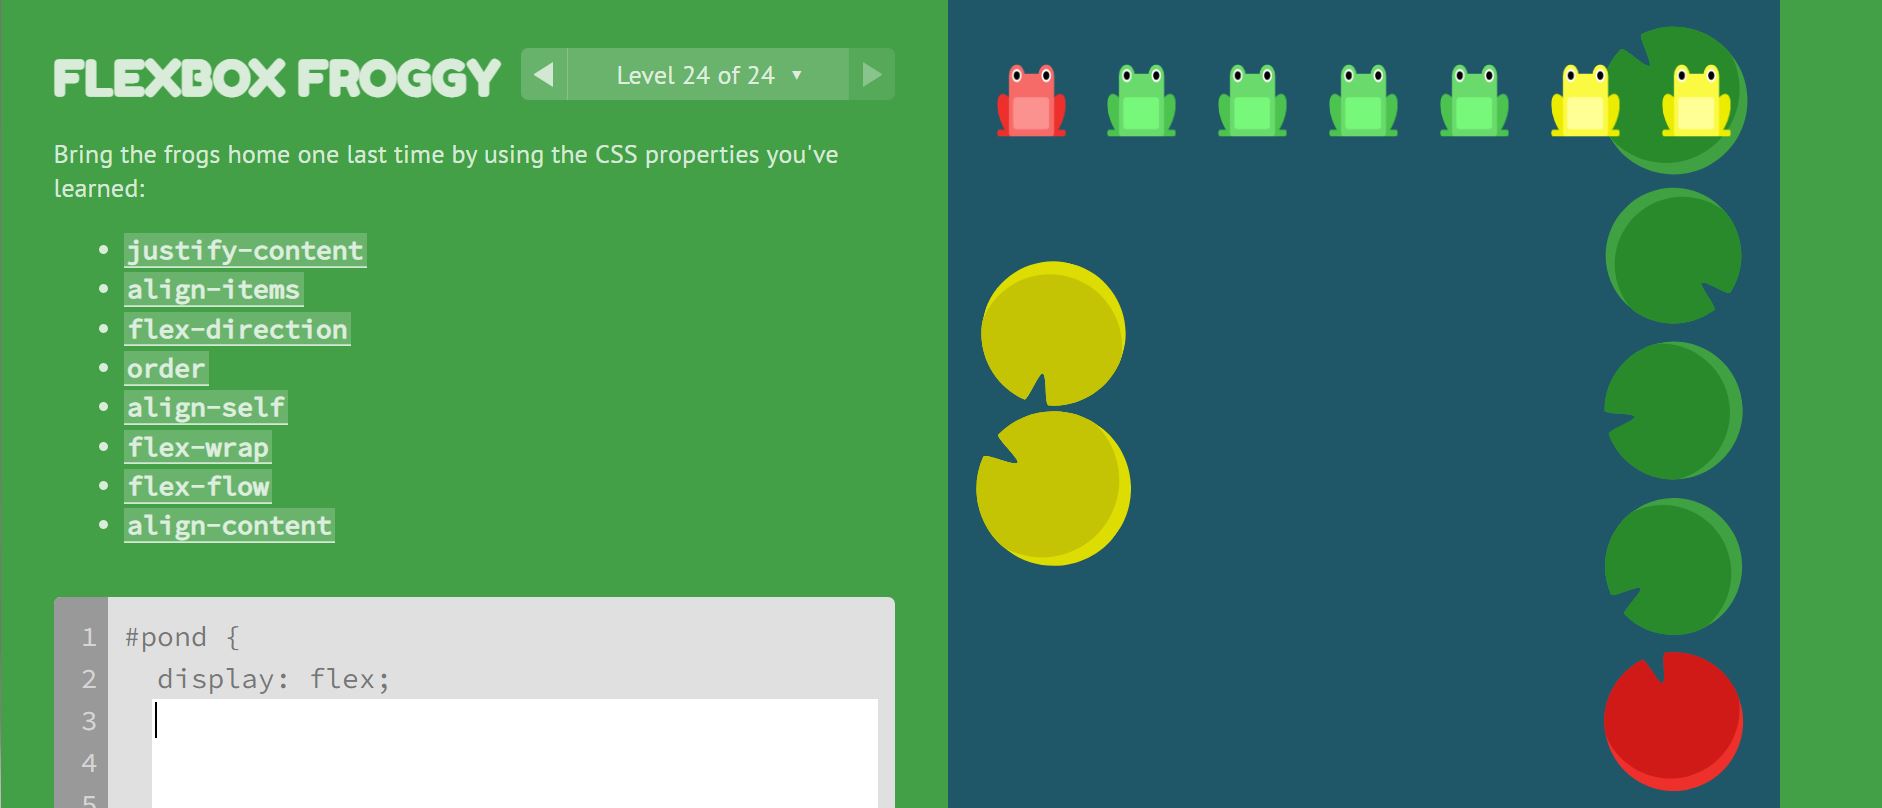 FLEXBOX FROGGY
◀ Level 24 of 24 ▼ ▶
Bring the frogs home one last time by using the CSS properties you've
learned:
• justify-content
• align-items
• flex-direction
• order
• align-self
• flex-wrap
• flex-flow
• align-content
1 #pond {
2 display: flex;
3
4
5